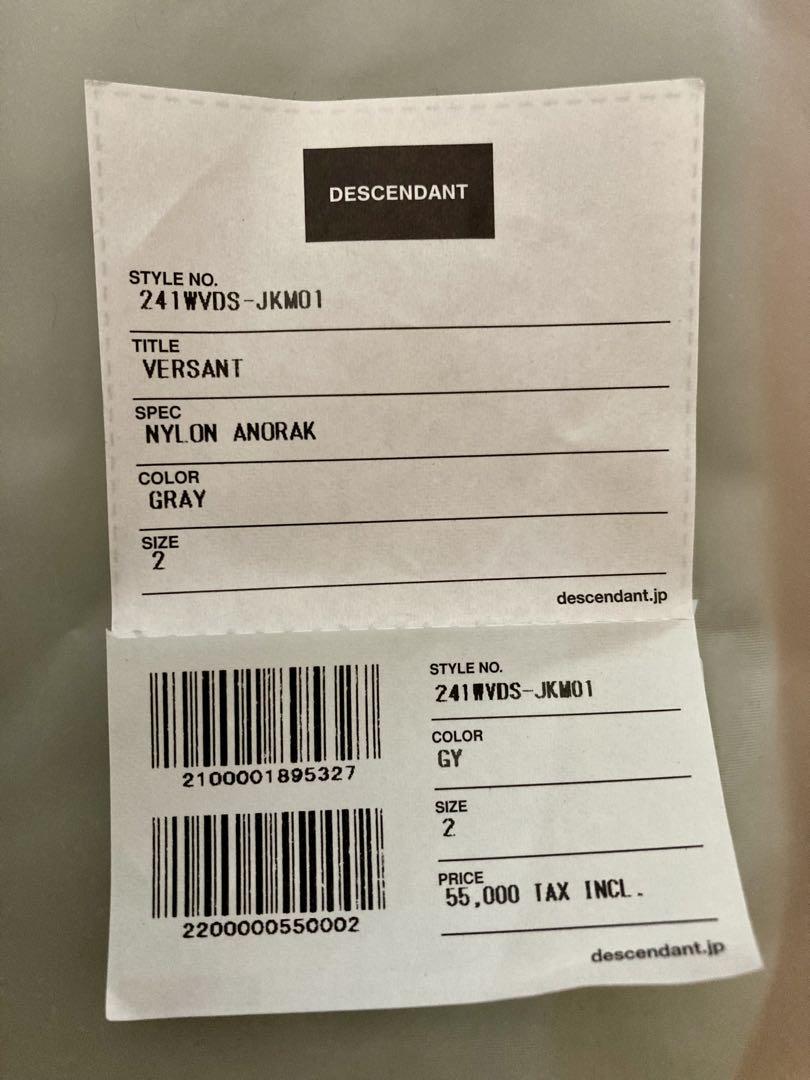 DESCENDANT
STYLE NO.
241WVDS-JKM01
TITLE
VERSANT
SPEC
NYLON ANORAK
COLOR
GRAY
SIZE
2
descendant.jp
2100001895327
2200000550002
STYLE NO.
241WVDS-JKM01
COLOR
GY
SIZE
2
PRICE
55,000 TAX INCL.
descendant.jp